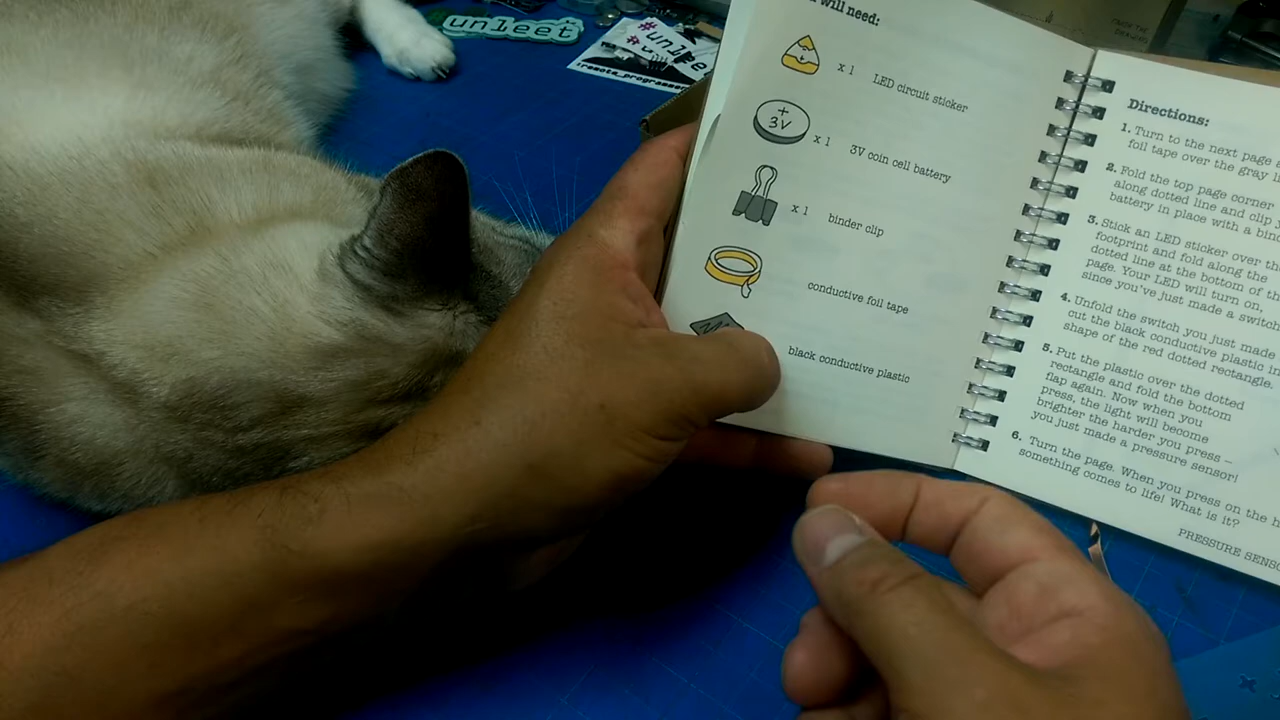 unleet
#unlee
will need:
+
3V
x 1 LED circuit sticker
x 1 3V coin cell battery
x 1 binder clip
conductive foil tape
black conductive plastic
Directions:
1. Turn to the next page
foil tape over the gray
2. Fold the top page corner
along dotted line and clip
battery in place with a
3. Stick an LED sticker over
footprint and fold along the
dotted line at the bottom of
page. Your LED will turn on,
since you've just made a switch
4. Unfold the switch you just made
cut the black conductive plastic
shape of the red dotted rectangle.
5. Put the plastic over the dotted
rectangle and fold the bottom
flap again. Now when you
press, the light will become
brighter the harder you press –
you just made a pressure sensor!
6. Turn the page. When you press on the
something comes to life! What is it?
PRESSURE